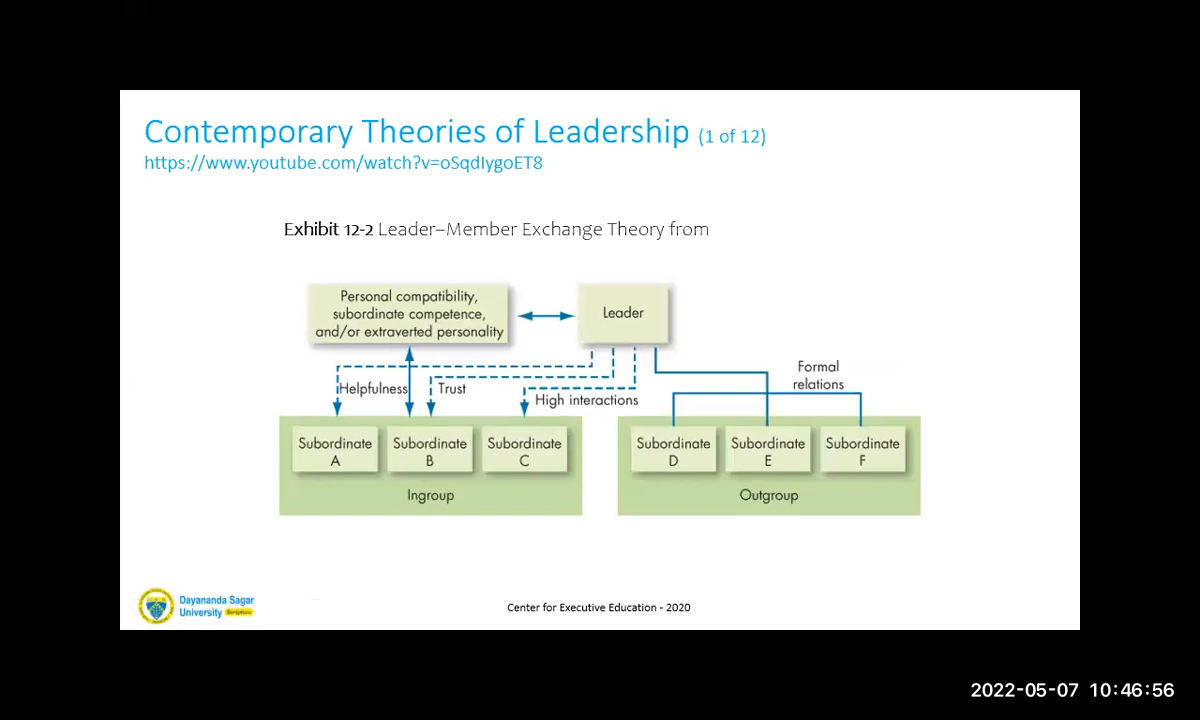 Contemporary Theories of Leadership (1 of 12)
https://www.youtube.com/watch?v=oSqdIygoET8
Exhibit 12-2 Leader–Member Exchange Theory from
Personal compatibility,
subordinate competence,
and/or extraverted personality
Leader
Helpfulness
Trust
High interactions
Formal
relations
Subordinate
A
Subordinate
B
Subordinate
C
Ingroup
Subordinate
D
Subordinate
E
Subordinate
F
Outgroup
Dayananda Sagar
University
Center for Executive Education - 2020
2022-05-07 10:46:56